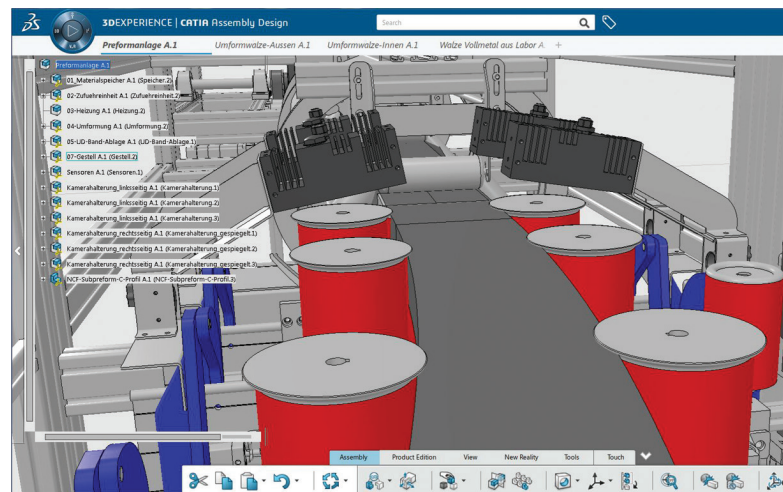 3DEXPERIENCE | CATIA Assembly Design
Search
Preformanlage A.1
Umformwalze-Aussen A.1
Umformwalze-Innen A.1
Walze Vollmetal aus Labor A.
+
Preformanlage A.1
01_Materialspeicher A.1 (Speicher.2)
02-Zufuehreinheit A.1 (Zufuehreinheit.2)
03-Heizung A.1 (Heizung.2)
04-Umformung A.1 (Umformung.2)
05-UD-Band-Ablage A.1 (UD-Band-Ablage.1)
07-Gestell A.1 (Gestell.2)
Sensoren A.1 (Sensoren.1)
Kamerahalterung_linksseitig A.1 (Kamerahalterung.1)
Kamerahalterung_linksseitig A.1 (Kamerahalterung.2)
Kamerahalterung_linksseitig A.1 (Kamerahalterung.3)
Kamerahalterung_rechtsseitig A.1 (Kamerahalterung_gespiegelt.1)
Kamerahalterung_rechtsseitig A.1 (Kamerahalterung_gespiegelt.2)
Kamerahalterung_rechtsseitig A.1 (Kamerahalterung_gespiegelt.3)
NCF-Subpreform-C-Profil A.1 (NCF-Subpreform-C-Profil.3)
Assembly
Product Edition
View
New Reality
Tools
Touch